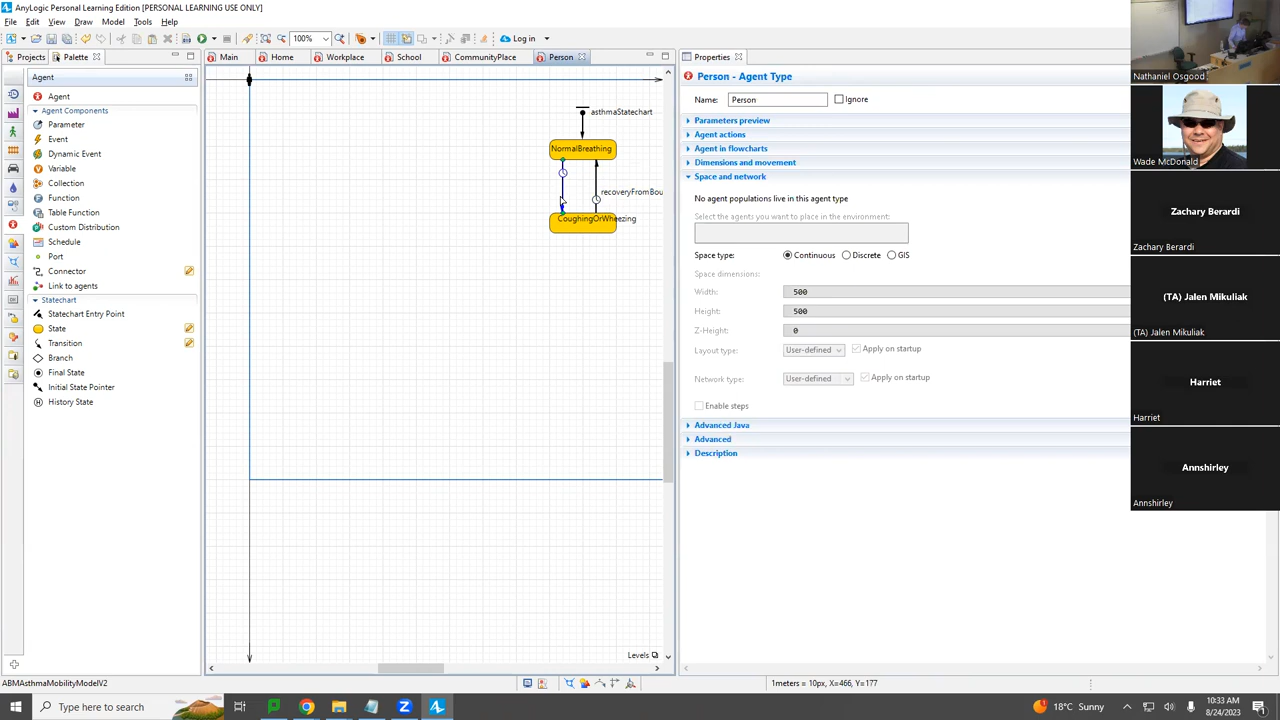 AnyLogic Personal Learning Edition [PERSONAL LEARNING USE ONLY]
File Edit View Draw Model Tools Help
100%
Log in
Projects Palette
Main Home Workplace School CommunityPlace Person
Properties
Agent
Agent
Agent Components
Parameter
Event
Dynamic Event
Variable
Collection
Function
Table Function
Custom Distribution
Schedule
Port
Connector
Link to agents
Statechart
Statechart Entry Point
State
Transition
Branch
Final State
Initial State Pointer
History State
asthmaStatechart
NormalBreathing
recoveryFromBou
CoughingOrWheezing
Levels
Person - Agent Type
Name: Person Ignore
Parameters preview
Agent actions
Agent in flowcharts
Dimensions and movement
Space and network
No agent populations live in this agent type
Select the agents you want to place in the environment:
Space type: Continuous Discrete GIS
Space dimensions:
Width: 500
Height: 500
Z-Height: 0
Layout type: User-defined Apply on startup
Network type: User-defined Apply on startup
Enable steps
Advanced Java
Advanced
Description
Nathaniel Osgood
Wade McDonald
Zachary Berardi
Zachary Berardi
(TA) Jalen Mikuliak
(TA) Jalen Mikuliak
Harriet
Harriet
Annshirley
Annshirley
ABMAsthmaMobilityModelV2
1meters = 10px, X=466, Y=177
Type here to search
18°C Sunny
10:33 AM
8/24/2023